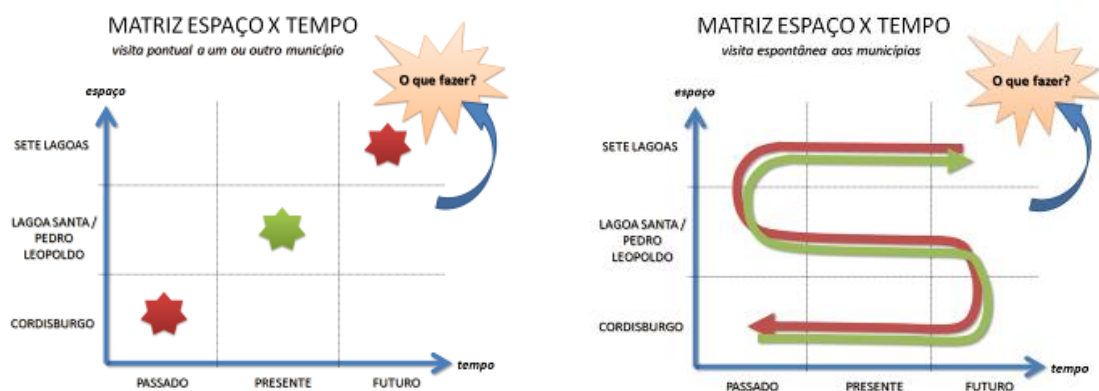 MATRIZ ESPAÇO X TEMPO
visita pontual a um ou outro município
O que fazer?
espaço
SETE LAGOAS
LAGOA SANTA /
PEDRO
LEOPOLDO
CORDISBURGO
tempo
PASSADO
PRESENTE
FUTURO
MATRIZ ESPAÇO X TEMPO
visita espontânea aos municípios
O que fazer?
espaço
SETE LAGOAS
LAGOA SANTA /
PEDRO
LEOPOLDO
CORDISBURGO
tempo
PASSADO
PRESENTE
FUTURO